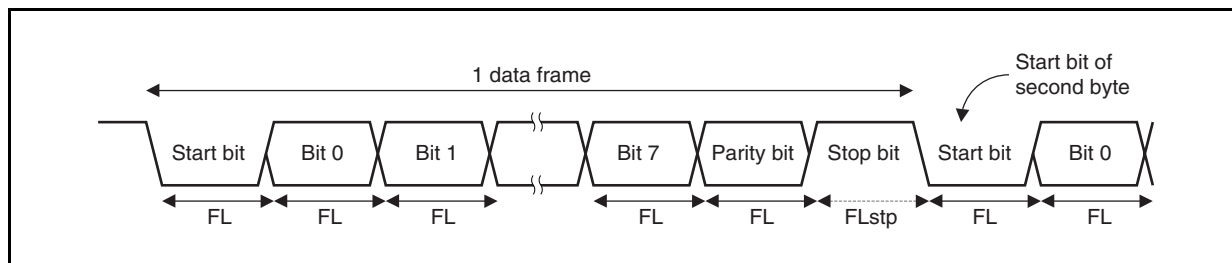 1 data frame
Start bit of
second byte
Start bit Bit 0 Bit 1 Bit 7 Parity bit Stop bit Start bit Bit 0
FL FL FL FL FL FLstp FL FL